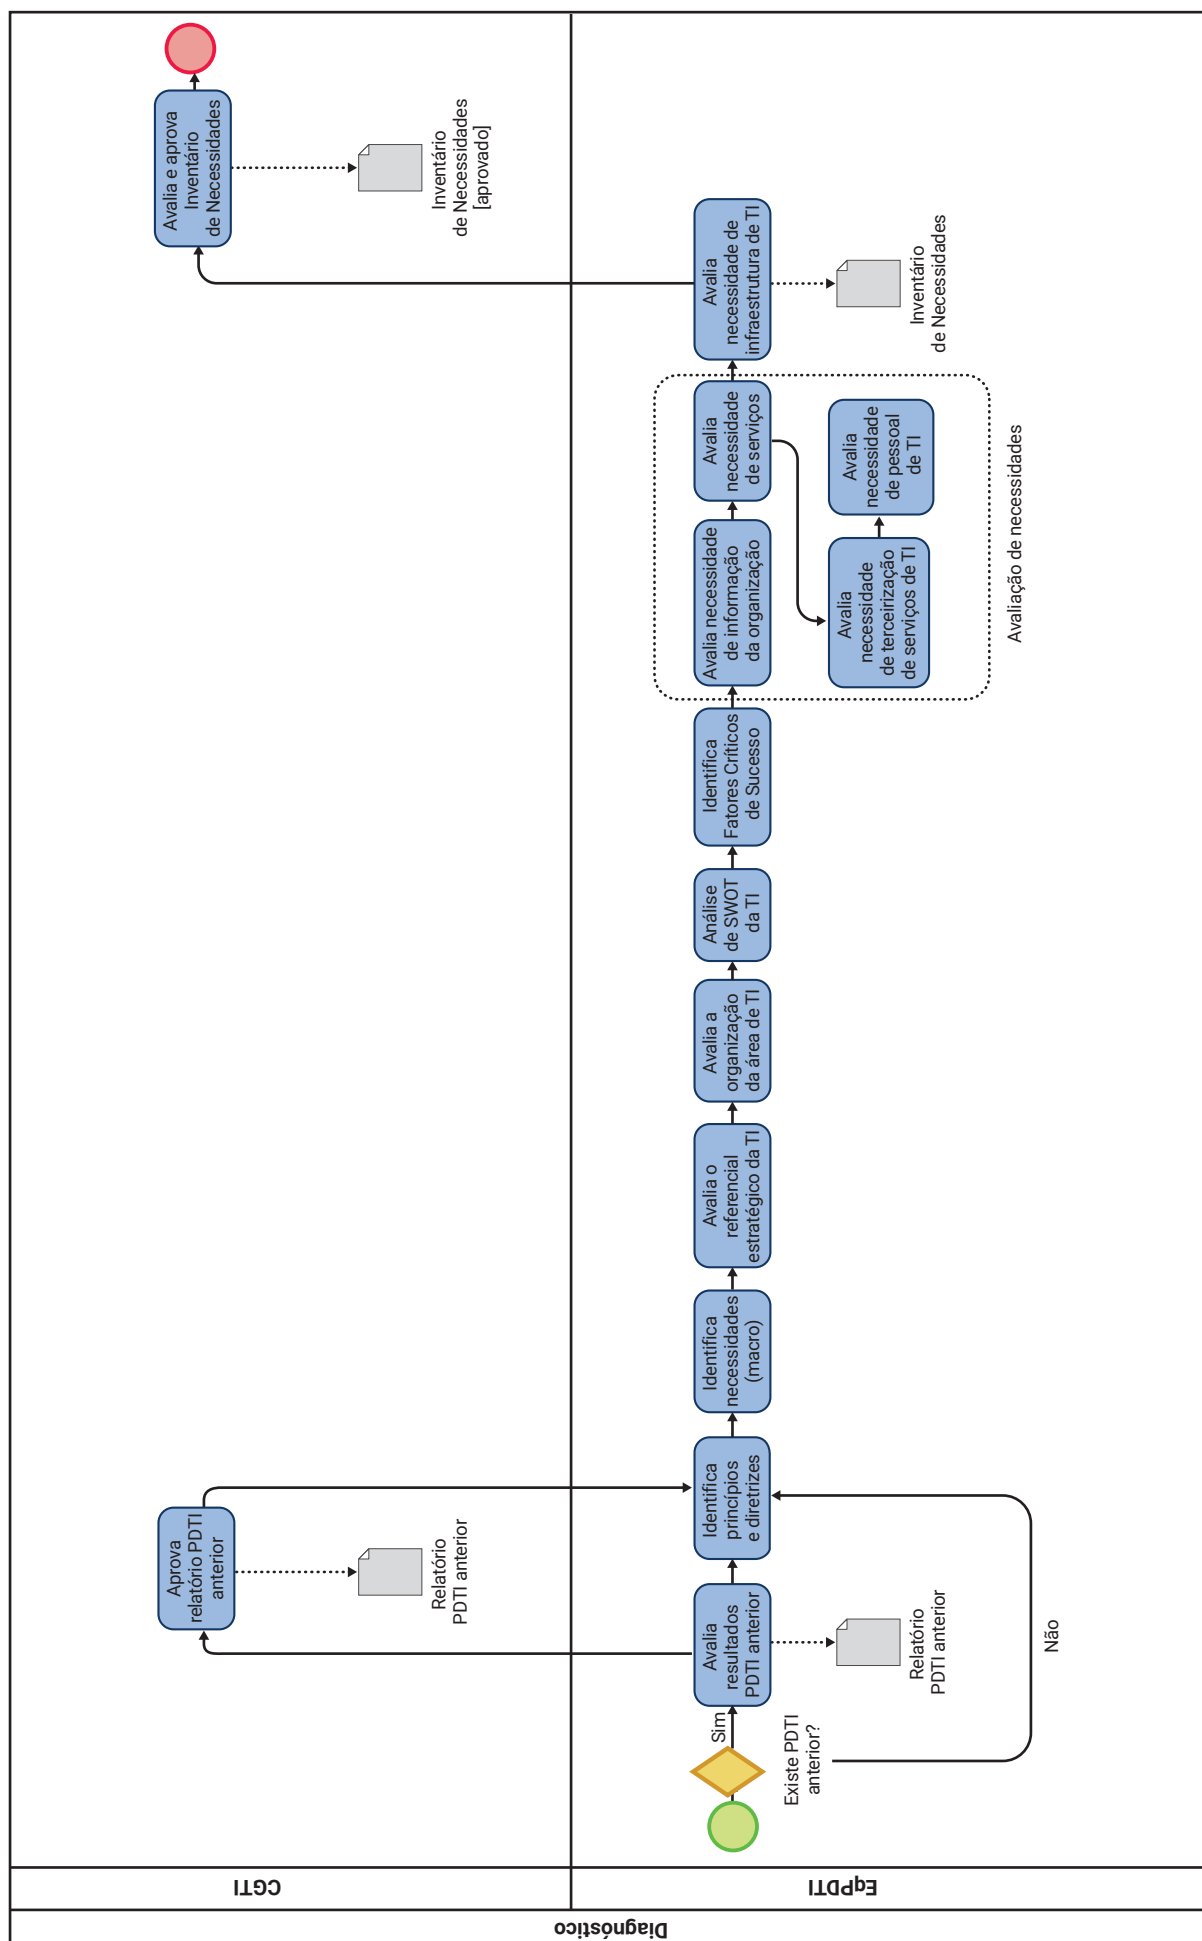 Diagnóstico
CGTI
EqPDTI
Existe PDTI
anterior?
Sim
Não
Avalia
resultados
PDTI anterior
Relatório
PDTI anterior
Aprova
relatório PDTI
anterior
Relatório
PDTI anterior
Identifica
princípios
e diretrizes
Identifica
necessidades
(macro)
Avalia o
referencial
estratégico da TI
Avalia a
organização
da área de TI
Análise
de SWOT
da TI
Identifica
Fatores Críticos
de Sucesso
Avalia necessidade
de informação
da organização
Avalia
necessidade
de serviços
Avalia
necessidade
de terceirização
de serviços de TI
Avalia
necessidade
de pessoal
de TI
Avaliação de necessidades
Avalia
necessidade de
infraestrutura de TI
Inventário
de Necessidades
Avalia e aprova
Inventário
de Necessidades
Inventário
de Necessidades
[aprovado]